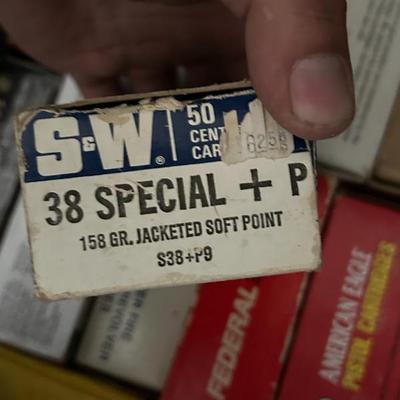 S&W®
50
CENT
CAR
38 SPECIAL + P
158 GR. JACKETED SOFT POINT
S38+P9
FEDERAL
AMERICAN EAGLE
PISTOL CARTRIDGES